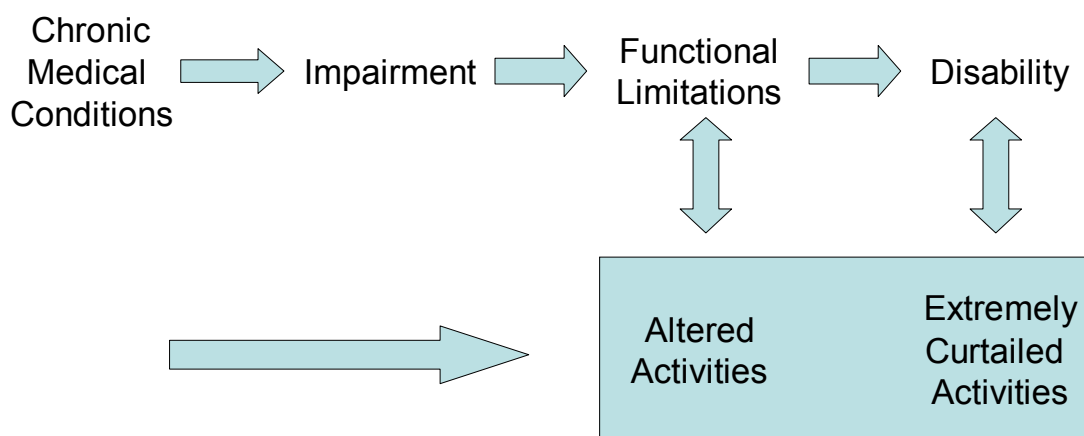 Chronic
Medical
Conditions
Impairment
Functional
Limitations
Disability
Altered
Activities
Extremely
Curtailed
Activities